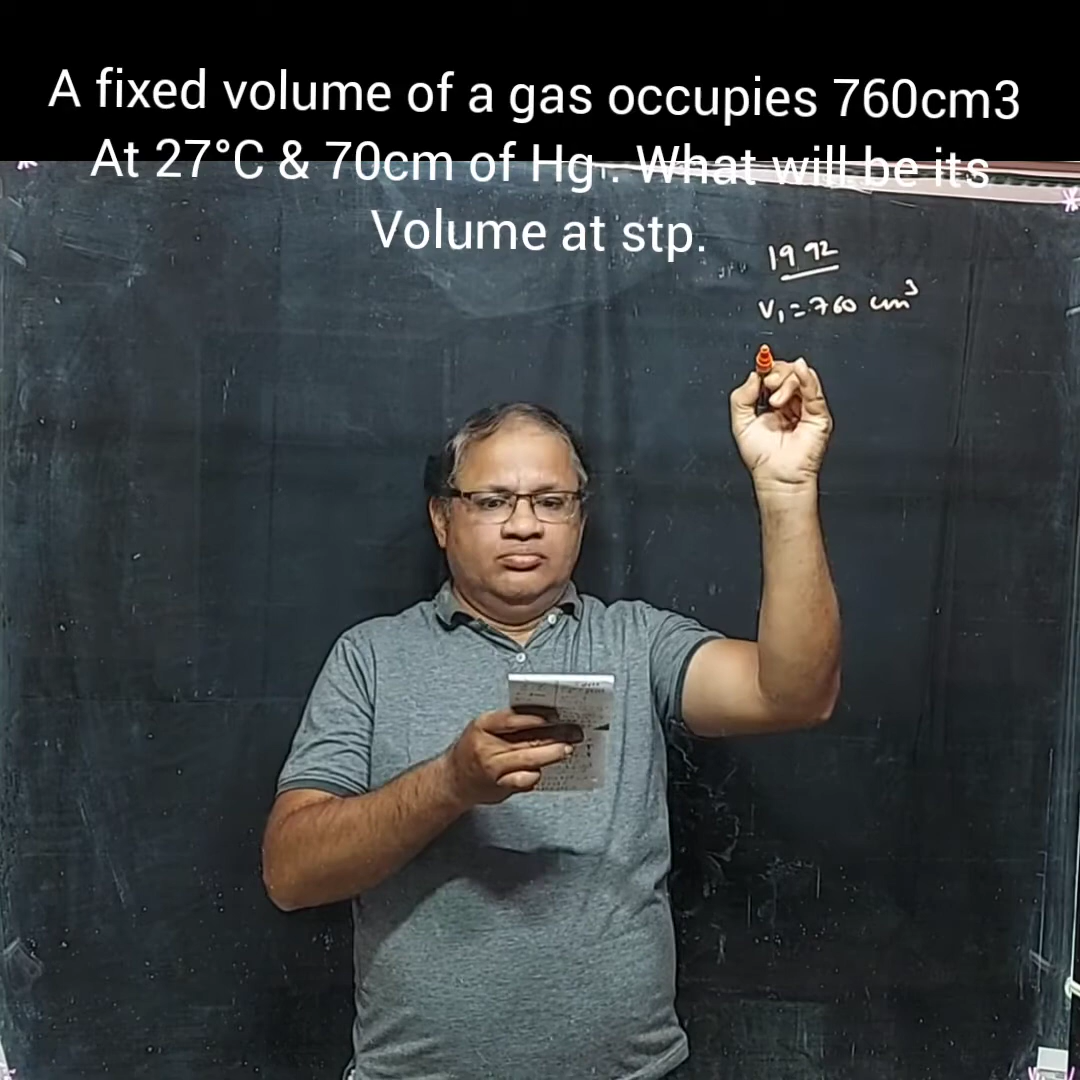 A fixed volume of a gas occupies 760cm3
At 27°C & 70cm of Hg . What will be its
Volume at stp.
1992
V₁ = 760 cm³